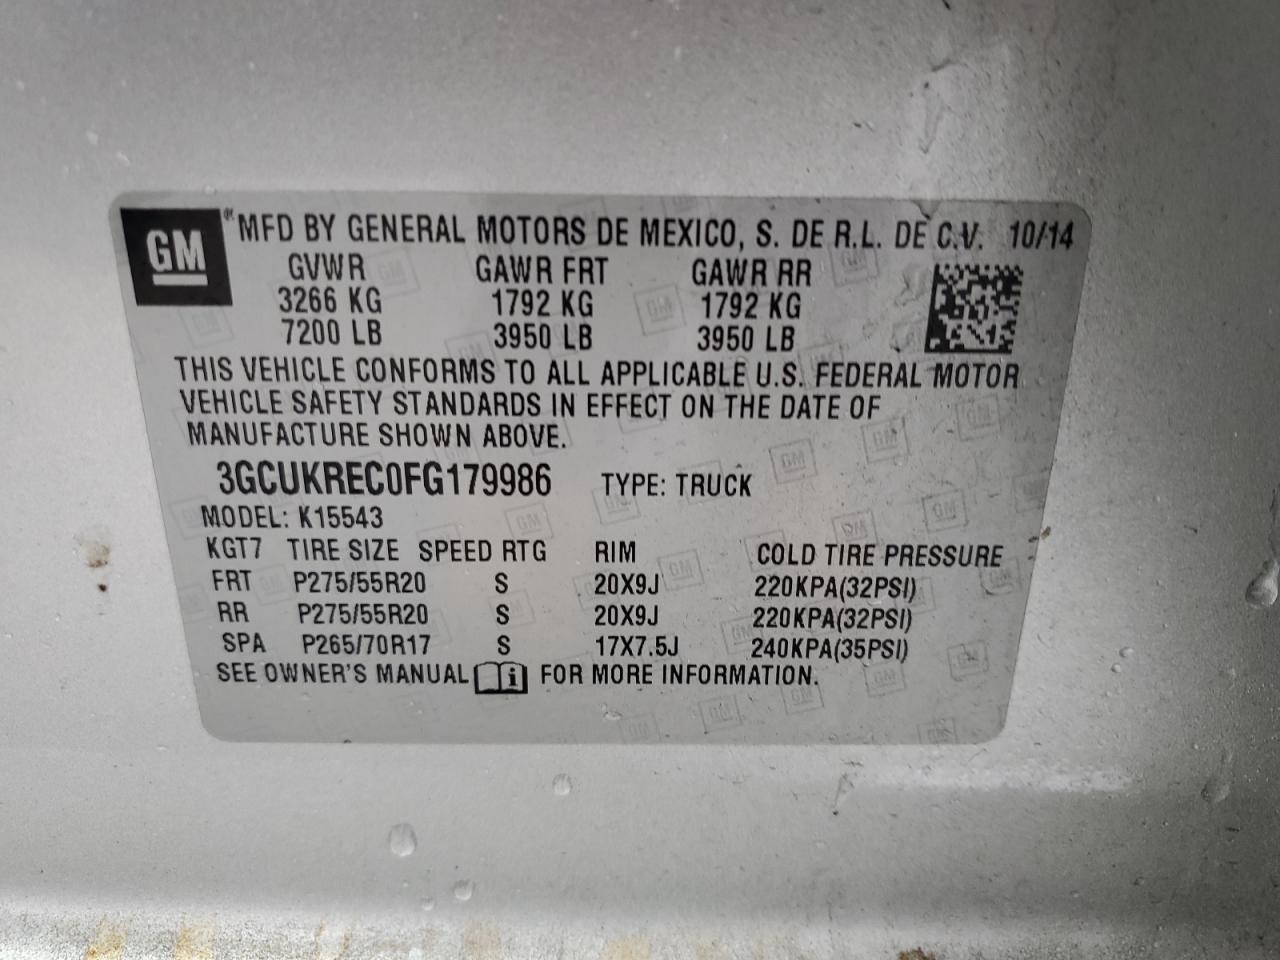 GM MFD BY GENERAL MOTORS DE MEXICO, S. DE R.L. DE C.V. 10/14
GVWR GAWR FRT GAWR RR
3266 KG 1792 KG 1792 KG
7200 LB 3950 LB 3950 LB
THIS VEHICLE CONFORMS TO ALL APPLICABLE U.S. FEDERAL MOTOR
VEHICLE SAFETY STANDARDS IN EFFECT ON THE DATE OF
MANUFACTURE SHOWN ABOVE.
3GCUKREC0FG179986 TYPE: TRUCK
MODEL: K15543
KGT7 TIRE SIZE SPEED RTG RIM COLD TIRE PRESSURE
FRT P275/55R20 S 20X9J 220KPA(32PSI)
RR P275/55R20 S 20X9J 220KPA(32PSI)
SPA P265/70R17 S 17X7.5J 240KPA(35PSI)
SEE OWNER'S MANUAL i FOR MORE INFORMATION.